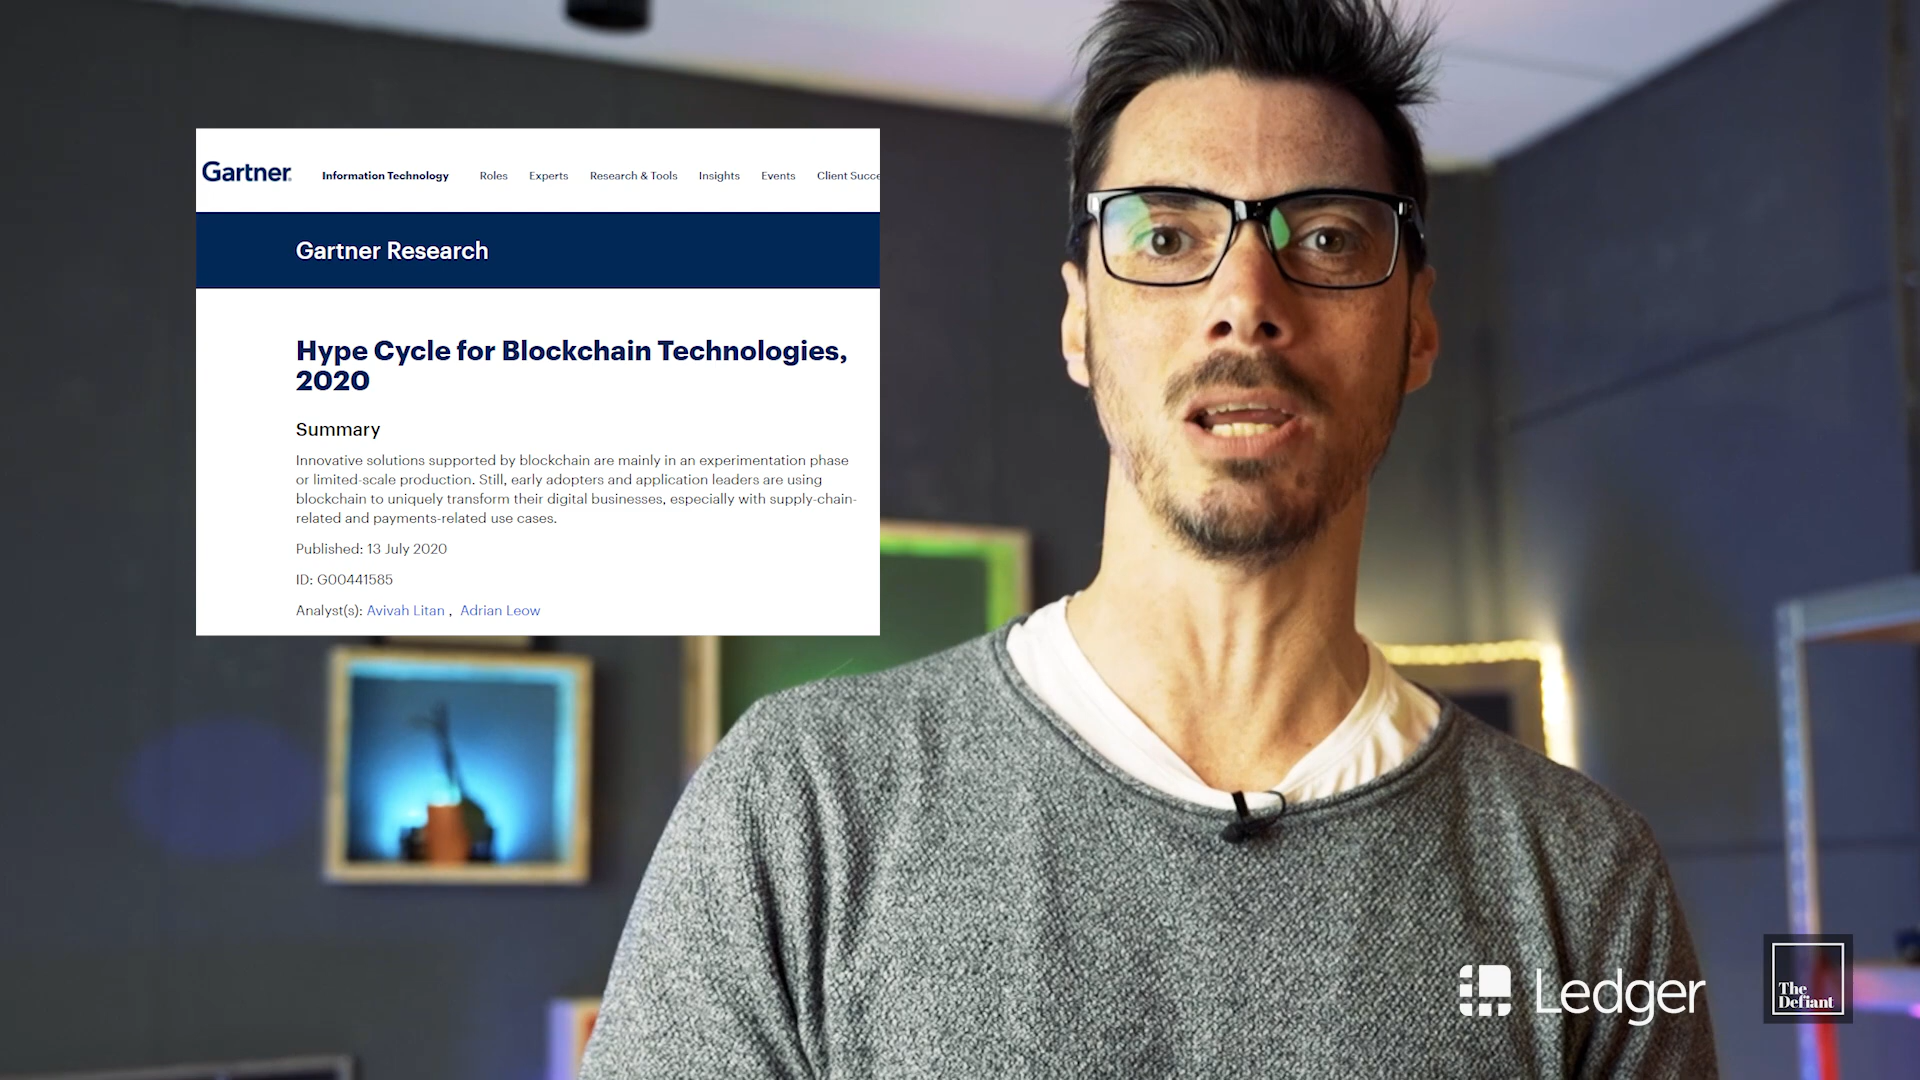 Gartner
Information Technology Roles Experts Research & Tools Insights Events Client Succe
Gartner Research
Hype Cycle for Blockchain Technologies,
2020
Summary
Innovative solutions supported by blockchain are mainly in an experimentation phase
or limited-scale production. Still, early adopters and application leaders are using
blockchain to uniquely transform their digital businesses, especially with supply-chain-
related and payments-related use cases.
Published: 13 July 2020
ID: G00441585
Analyst(s): Avivah Litan , Adrian Leow
Ledger
The
Defiant